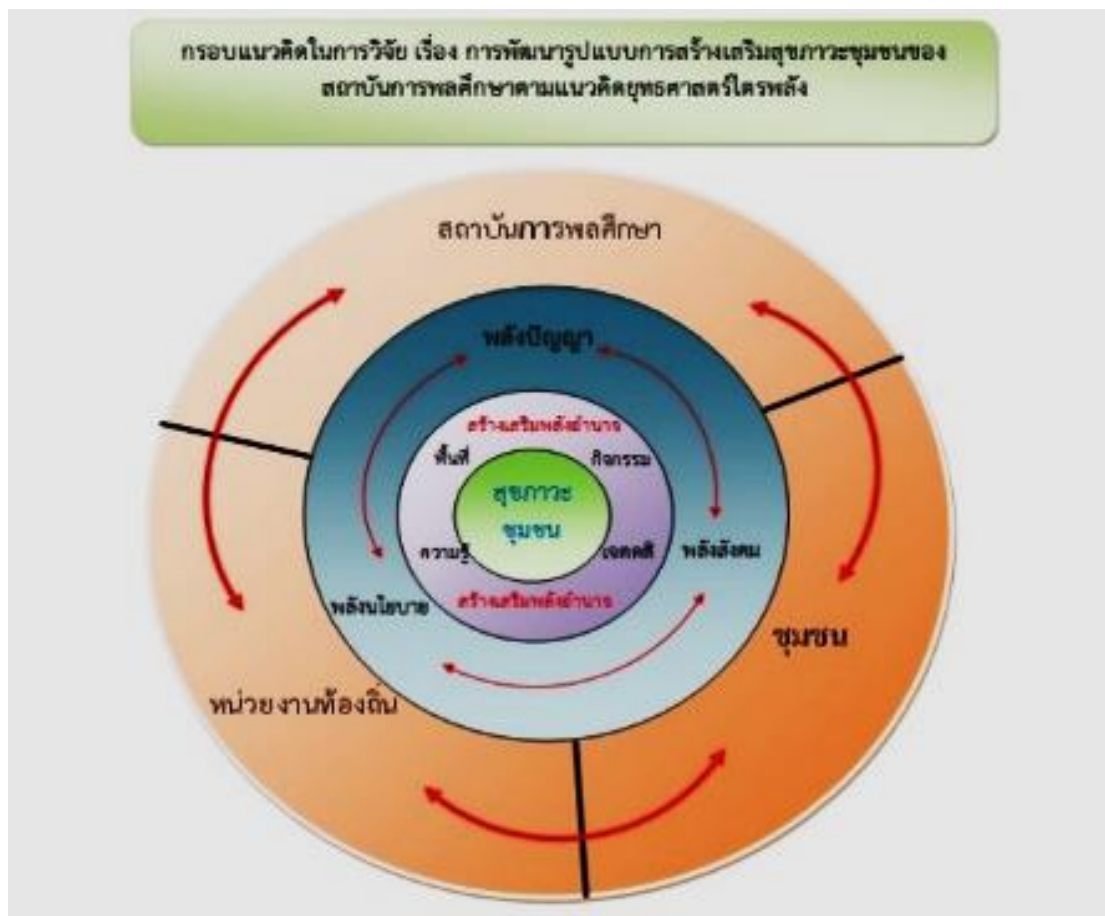 กรอบแนวคิดในการวิจัย เรื่อง การพัฒนารูปแบบการสร้างเสริมสุขภาวะชุมชนของ
สถาบันการพลศึกษาตามแนวคิดยุทธศาสตร์ไตรพลัง
สถาบันการพลศึกษา
พลังปัญญา
สร้างเสริมพลังอำนาจ
พื้นที่
กิจกรรม
สุขภาวะ
ชุมชน
ความรู้
เจตคติ
พลังสังคม
สร้างเสริมพลังอำนาจ
พลังนโยบาย
ชุมชน
หน่วยงานท้องถิ่น